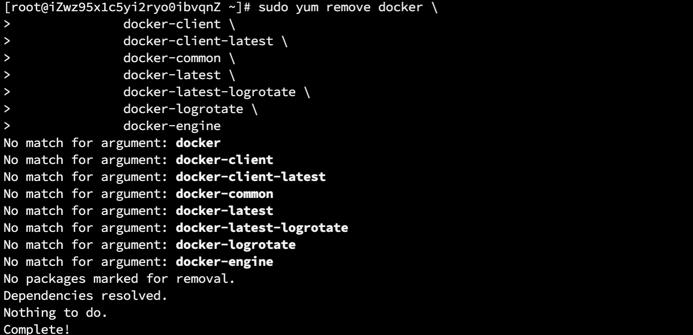 [root@iZwz95x1c5yi2ryo0ibvqnZ ~]# sudo yum remove docker \
>                docker-client \
>                docker-client-latest \
>                docker-common \
>                docker-latest \
>                docker-latest-logrotate \
>                docker-logrotate \
>                docker-engine
No match for argument: docker
No match for argument: docker-client
No match for argument: docker-client-latest
No match for argument: docker-common
No match for argument: docker-latest
No match for argument: docker-latest-logrotate
No match for argument: docker-logrotate
No match for argument: docker-engine
No packages marked for removal.
Dependencies resolved.
Nothing to do.
Complete!